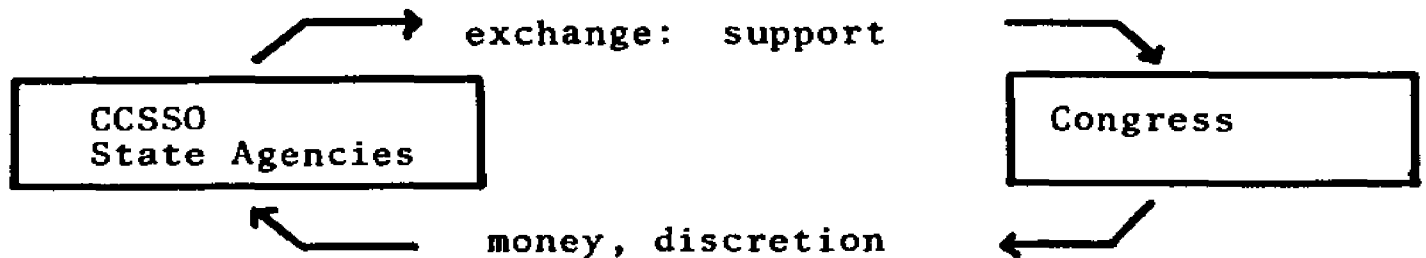 exchange: support
CCSSO
State Agencies
Congress
money, discretion